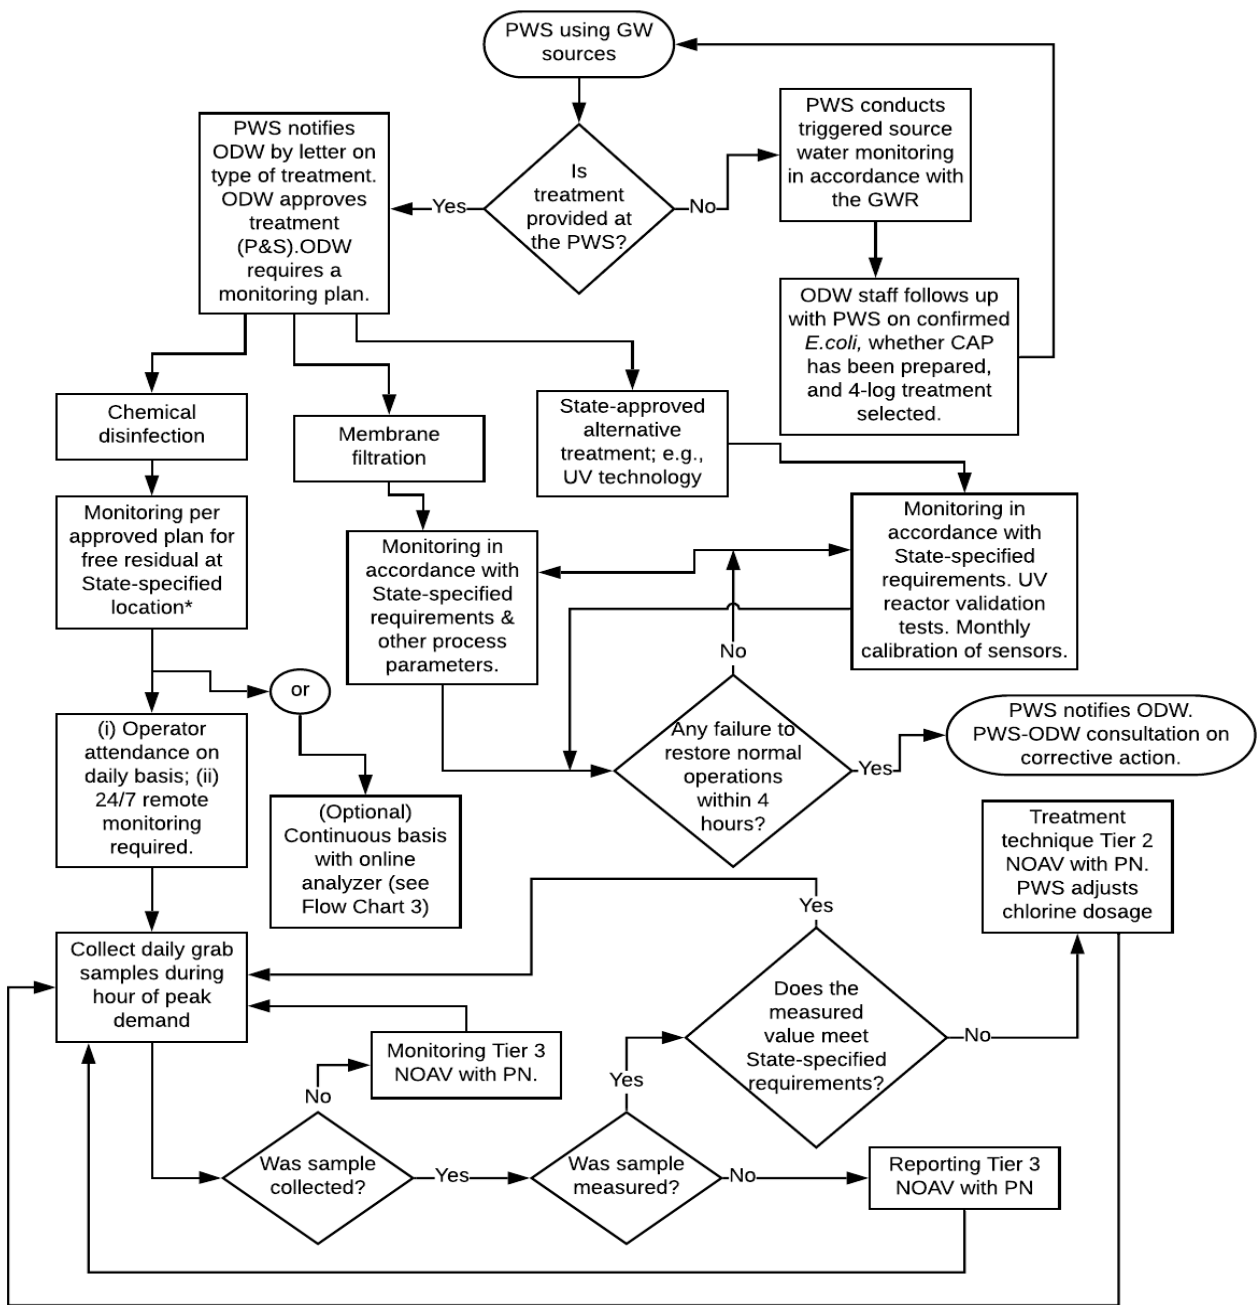 PWS using GW
sources
PWS conducts
triggered source
water monitoring
in accordance with
the GWR
PWS notifies
ODW by letter on
type of treatment.
ODW approves
treatment
(P&S).ODW
requires a
monitoring plan.
Yes
Is
treatment
provided at
the PWS?
No
ODW staff follows up
with PWS on confirmed
E.coli, whether CAP
has been prepared,
and 4-log treatment
selected.
Chemical
disinfection
Membrane
filtration
State-approved
alternative
treatment; e.g.,
UV technology
Monitoring per
approved plan for
free residual at
State-specified
location*
Monitoring in
accordance with
State-specified
requirements &
other process
parameters.
Monitoring in
accordance with
State-specified
requirements. UV
reactor validation
tests. Monthly
calibration of sensors.
No
or
(i) Operator
attendance on
daily basis; (ii)
24/7 remote
monitoring
required.
(Optional)
Continuous basis
with online
analyzer (see
Flow Chart 3)
Any failure to
restore normal
operations
within 4
hours?
Yes
PWS notifies ODW.
PWS-ODW consultation on
corrective action.
Treatment
technique Tier 2
NOAV with PN.
PWS adjusts
chlorine dosage
Yes
Collect daily grab
samples during
hour of peak
demand
Does the
measured
value meet
State-specified
requirements?
No
Monitoring Tier 3
NOAV with PN.
No
Yes
Was sample
collected?
Yes
Was sample
measured?
No
Reporting Tier 3
NOAV with PN